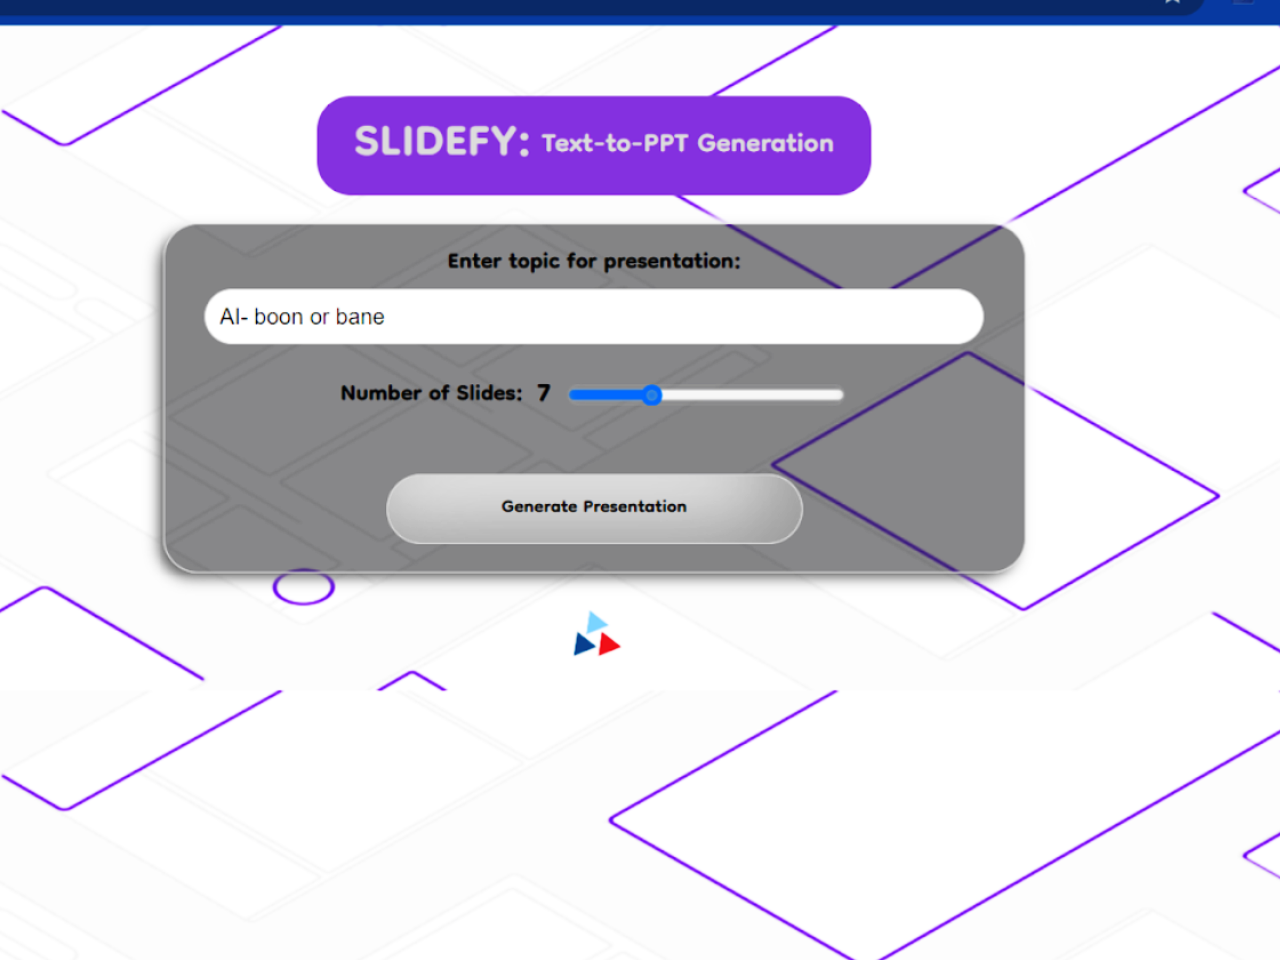 SLIDEFY: Text-to-PPT Generation
Enter topic for presentation:
AI- boon or bane
Number of Slides: 7
Generate Presentation